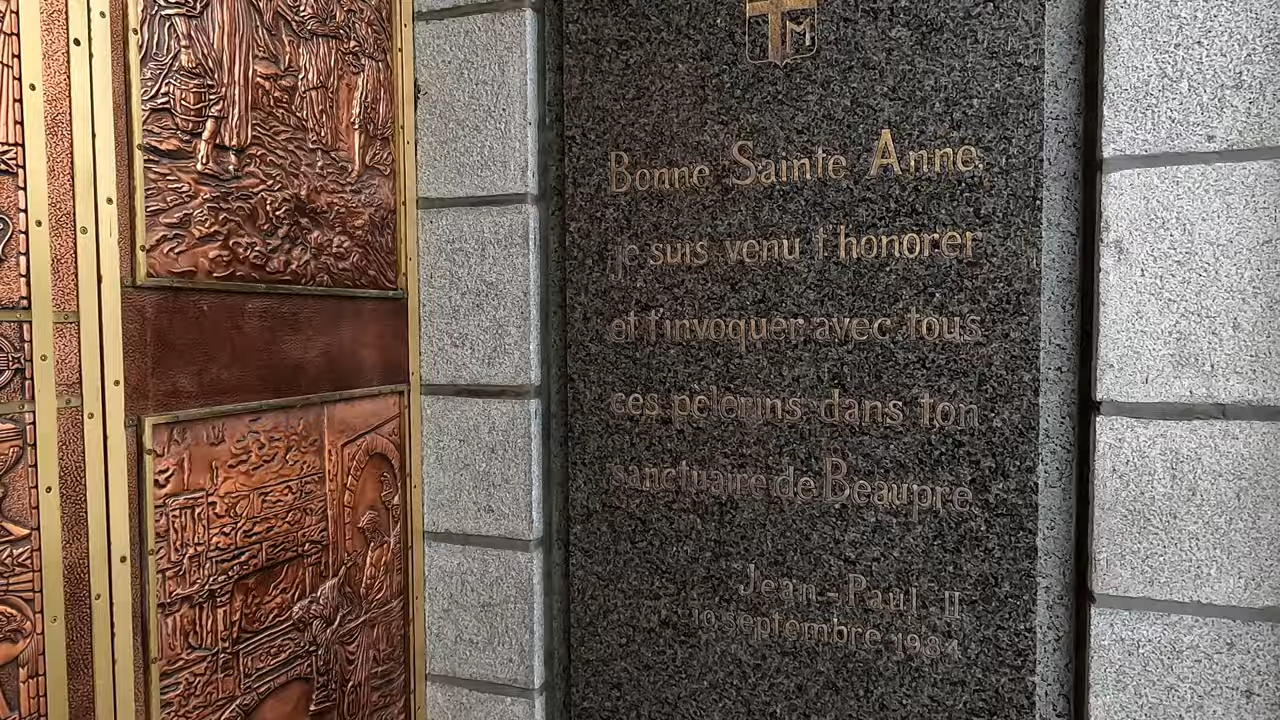 M
Bonne Sainte Anne,
je suis venu t'honorer
et t'invoquer avec tous
ces pèlerins dans ton
sanctuaire de Beaupré.
Jean-Paul II
10 septembre 1984